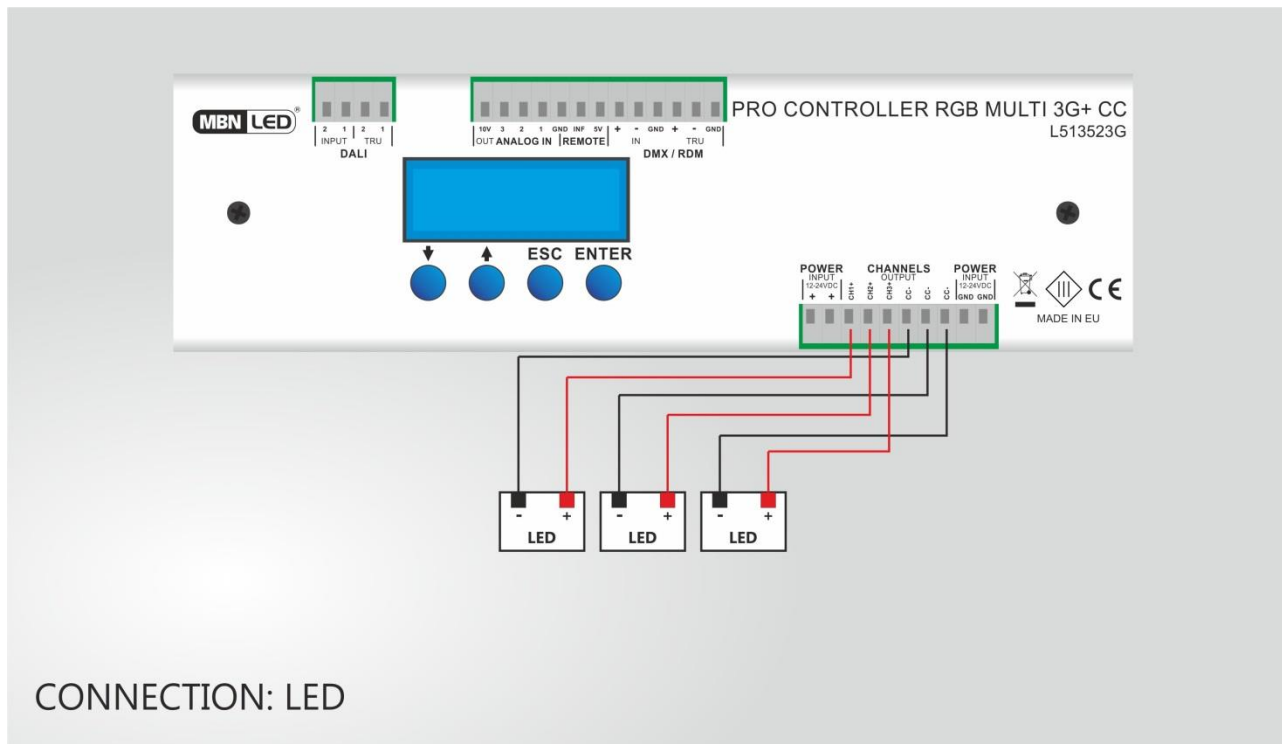 MBN LED®
2 1 2 1
INPUT TRU
DALI
10V 3 2 1 GND INF 5V + - GND + - GND
OUT ANALOG IN REMOTE IN TRU
DMX / RDM
PRO CONTROLLER RGB MULTI 3G+ CC
L513523G
ESC ENTER
POWER CHANNELS POWER
INPUT OUTPUT INPUT
12-24VDC 12-24VDC
+ + CH1+ CH2+ CH3+ CC- CC- CC- GND GND
III CE
MADE IN EU
- + - + - +
LED LED LED
CONNECTION: LED